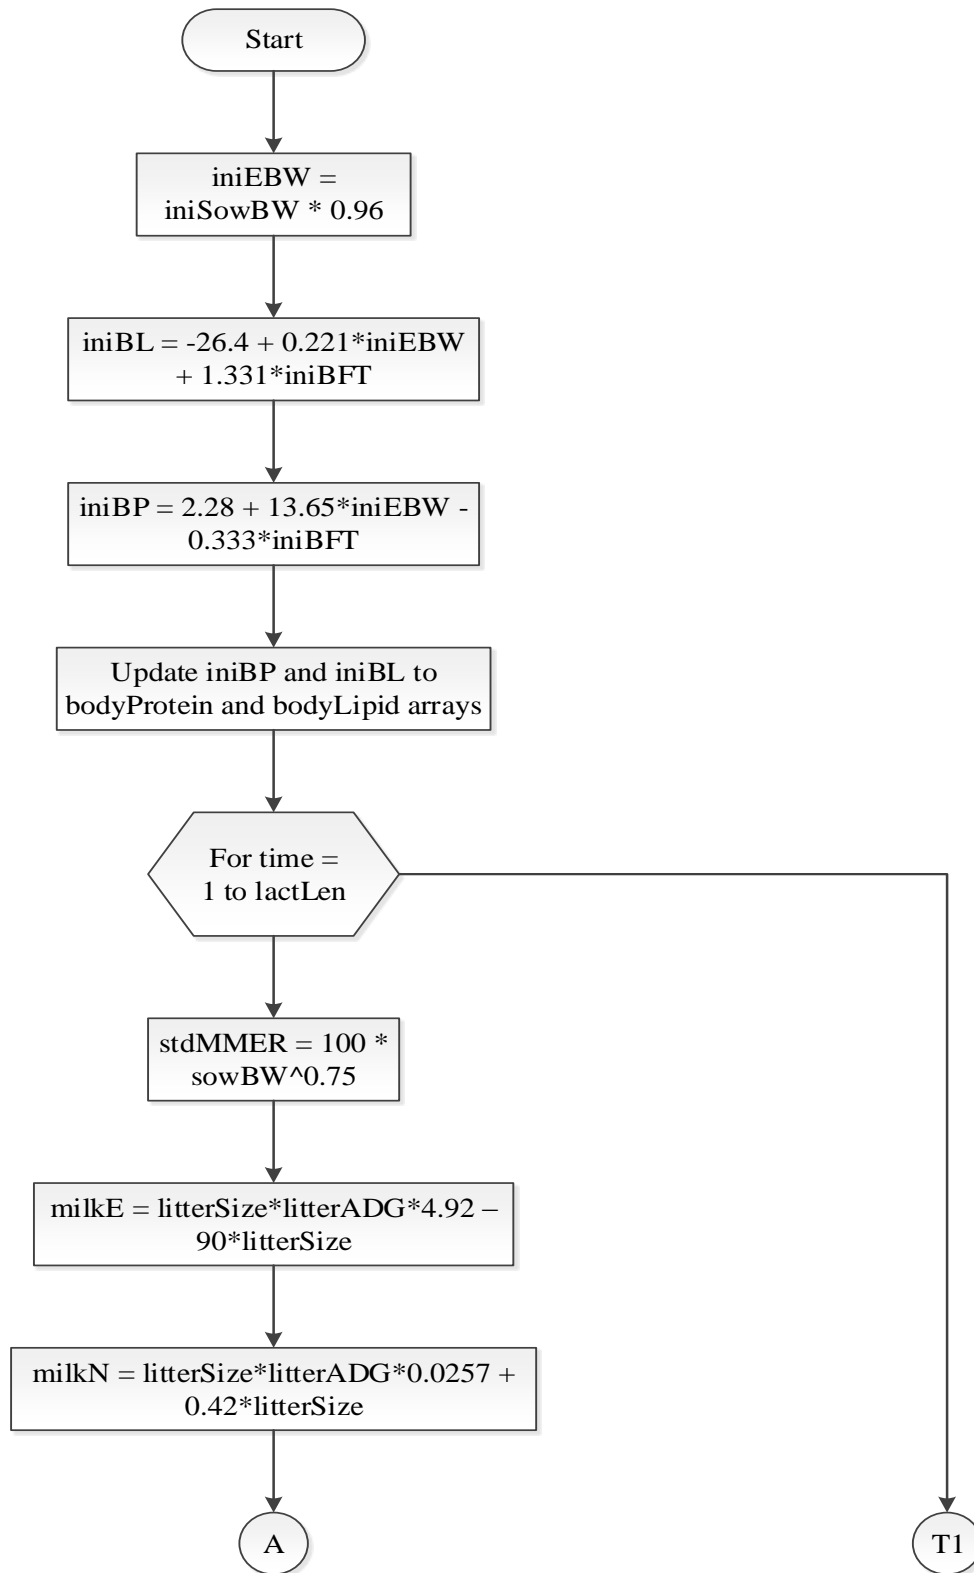 Start
iniEBW =
iniSowBW * 0.96
iniBL = -26.4 + 0.221*iniEBW
+ 1.331*iniBFT
iniBP = 2.28 + 13.65*iniEBW -
0.333*iniBFT
Update iniBP and iniBL to
bodyProtein and bodyLipid arrays
For time =
1 to lactLen
stdMMER = 100 *
sowBW^0.75
milkE = litterSize*litterADG*4.92 –
90*litterSize
milkN = litterSize*litterADG*0.0257 +
0.42*litterSize
A
T1